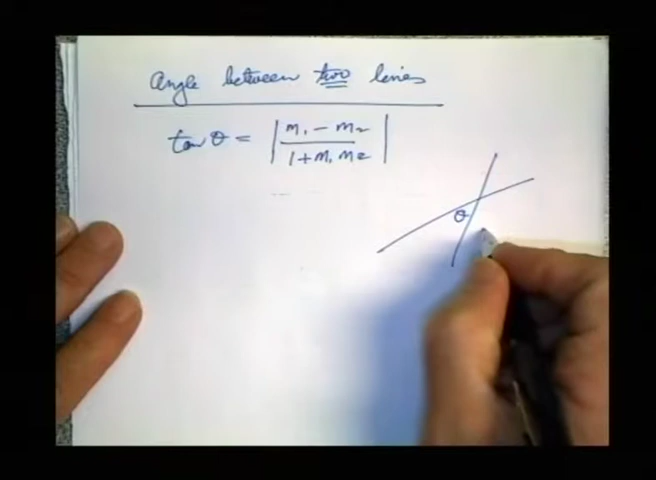 Angle between two lines
tan θ = | m₁ - m₂ / 1 + m₁ m₂ |
θ